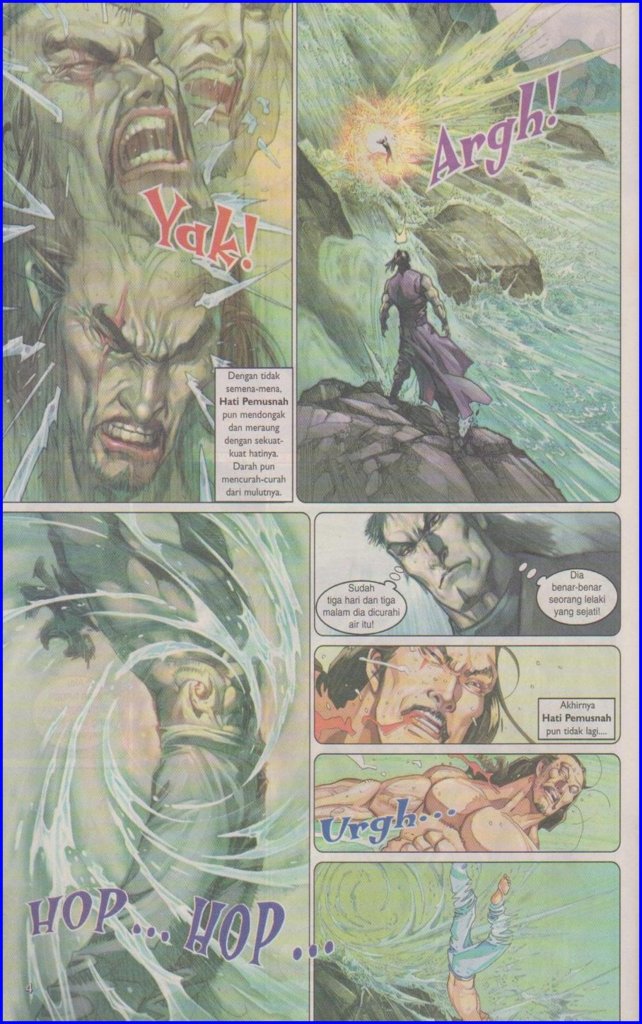 Yak!
Dengan tidak
semena-mena,
Hati Pemusnah
pun mendongak
dan meraung
dengan sekuat-
kuat hatinya.
Darah pun
mencurah-curah
dari mulutnya.
Argh!
HOP... HOP...
Sudah
tiga hari dan tiga
malam dia dicurahi
air itu!
Dia
benar-benar
seorang lelaki
yang sejati!
Akhirnya
Hati Pemusnah
pun tidak lagi....
Urgh...
4